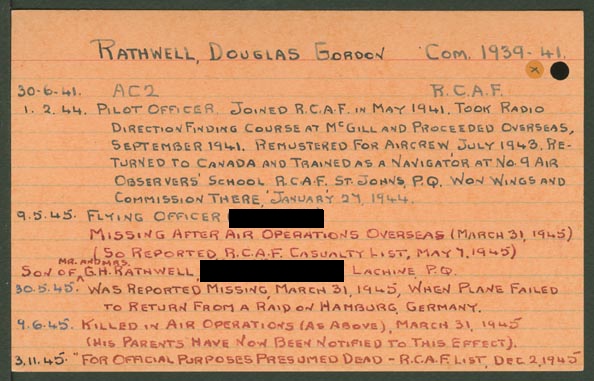 RATHWELL, DOUGLAS GORDON COM. 1939-41.
30-6-41. AC2 R.C.A.F.
1. 2. 44. PILOT OFFICER. JOINED R.C.A.F. IN MAY 1941. TOOK RADIO
DIRECTION FINDING COURSE AT McGILL AND PROCEEDED OVERSEAS,
SEPTEMBER 1941. REMUSTERED FOR AIRCREW, JULY 1943. RE-
TURNED TO CANADA AND TRAINED AS A NAVIGATOR AT NO. 9 AIR
OBSERVERS' SCHOOL R.C.A.F. ST. JOHNS, P.Q. WON WINGS AND
COMMISSION THERE, JANUARY 27, 1944.
9.5.45. FLYING OFFICER
MISSING AFTER AIR OPERATIONS OVERSEAS (MARCH 31, 1945)
(SO REPORTED, R.C.A.F. CASUALTY LIST, MAY 7, 1945)
SON OF MR. AND MRS. G.H. RATHWELL, LACHINE, P.Q.
30.5.45. WAS REPORTED MISSING, MARCH 31, 1945, WHEN PLANE FAILED
TO RETURN FROM A RAID ON HAMBURG, GERMANY.
9.6.45. KILLED IN AIR OPERATIONS (AS ABOVE), MARCH 31, 1945
(HIS PARENTS HAVE NOW BEEN NOTIFIED TO THIS EFFECT).
3.11.45. "FOR OFFICIAL PURPOSES PRESUMED DEAD - R.C.A.F. LIST, DEC 2, 1945